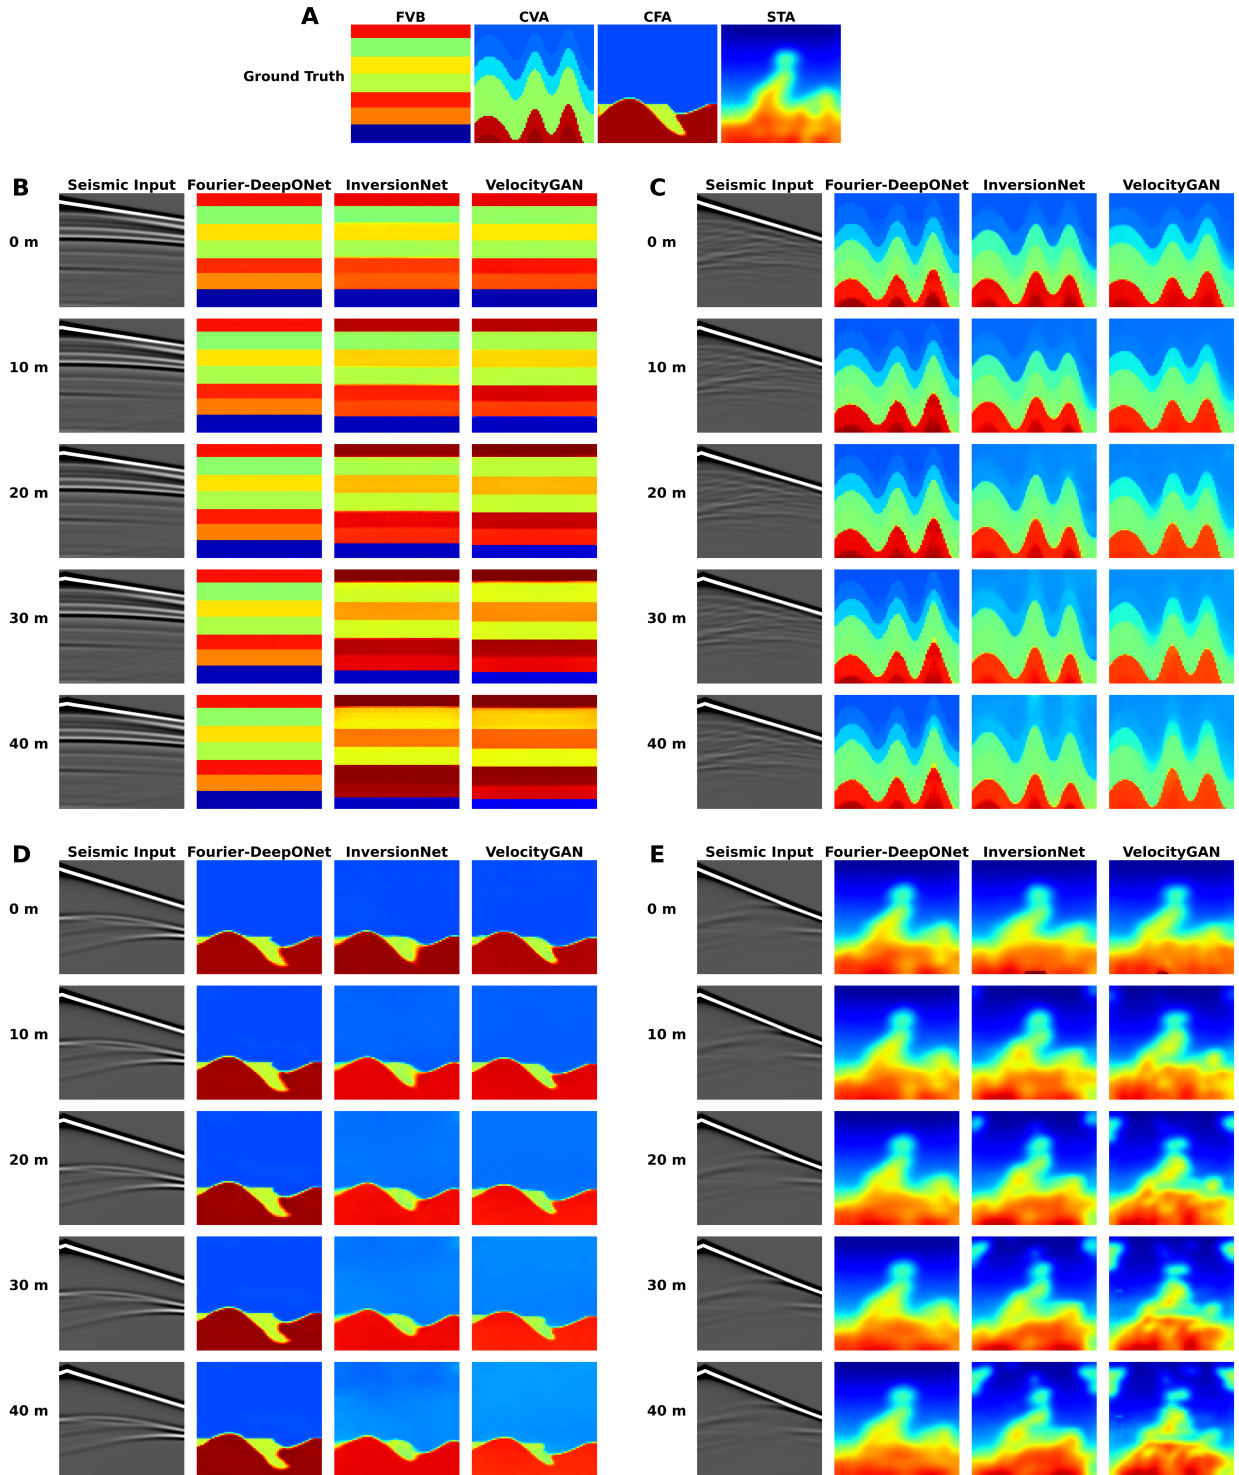 A
FVB CVA CFA STA
Ground Truth
B
Seismic Input Fourier-DeepONet InversionNet VelocityGAN
0 m
10 m
20 m
30 m
40 m
C
Seismic Input Fourier-DeepONet InversionNet VelocityGAN
0 m
10 m
20 m
30 m
40 m
D
Seismic Input Fourier-DeepONet InversionNet VelocityGAN
0 m
10 m
20 m
30 m
40 m
E
Seismic Input Fourier-DeepONet InversionNet VelocityGAN
0 m
10 m
20 m
30 m
40 m